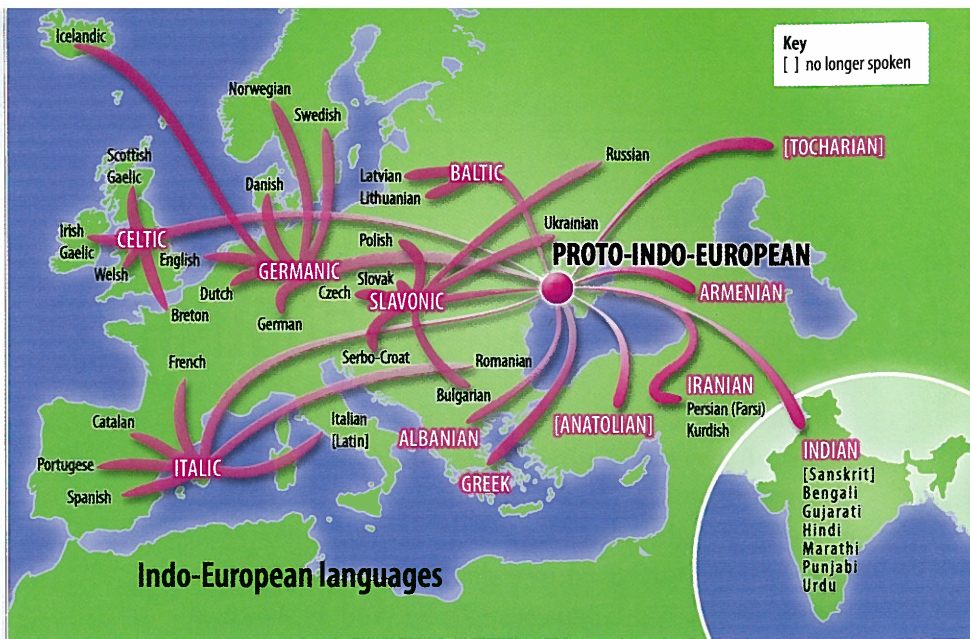 Icelandic
Key
[ ] no longer spoken
Norwegian
Swedish
Scottish
Gaelic
Danish
Latvian
BALTIC
Lithuanian
Russian
[TOCHARIAN]
Irish
Gaelic
CELTIC
Welsh
English
Dutch
Breton
GERMANIC
German
Polish
Slovak
Czech
SLAVONIC
Serbo-Croat
Ukrainian
PROTO-INDO-EUROPEAN
ARMENIAN
French
Catalan
Portugese
Spanish
ITALIC
Italian
[Latin]
Romanian
Bulgarian
ALBANIAN
GREEK
[ANATOLIAN]
IRANIAN
Persian (Farsi)
Kurdish
INDIAN
[Sanskrit]
Bengali
Gujarati
Hindi
Marathi
Punjabi
Urdu
Indo-European languages